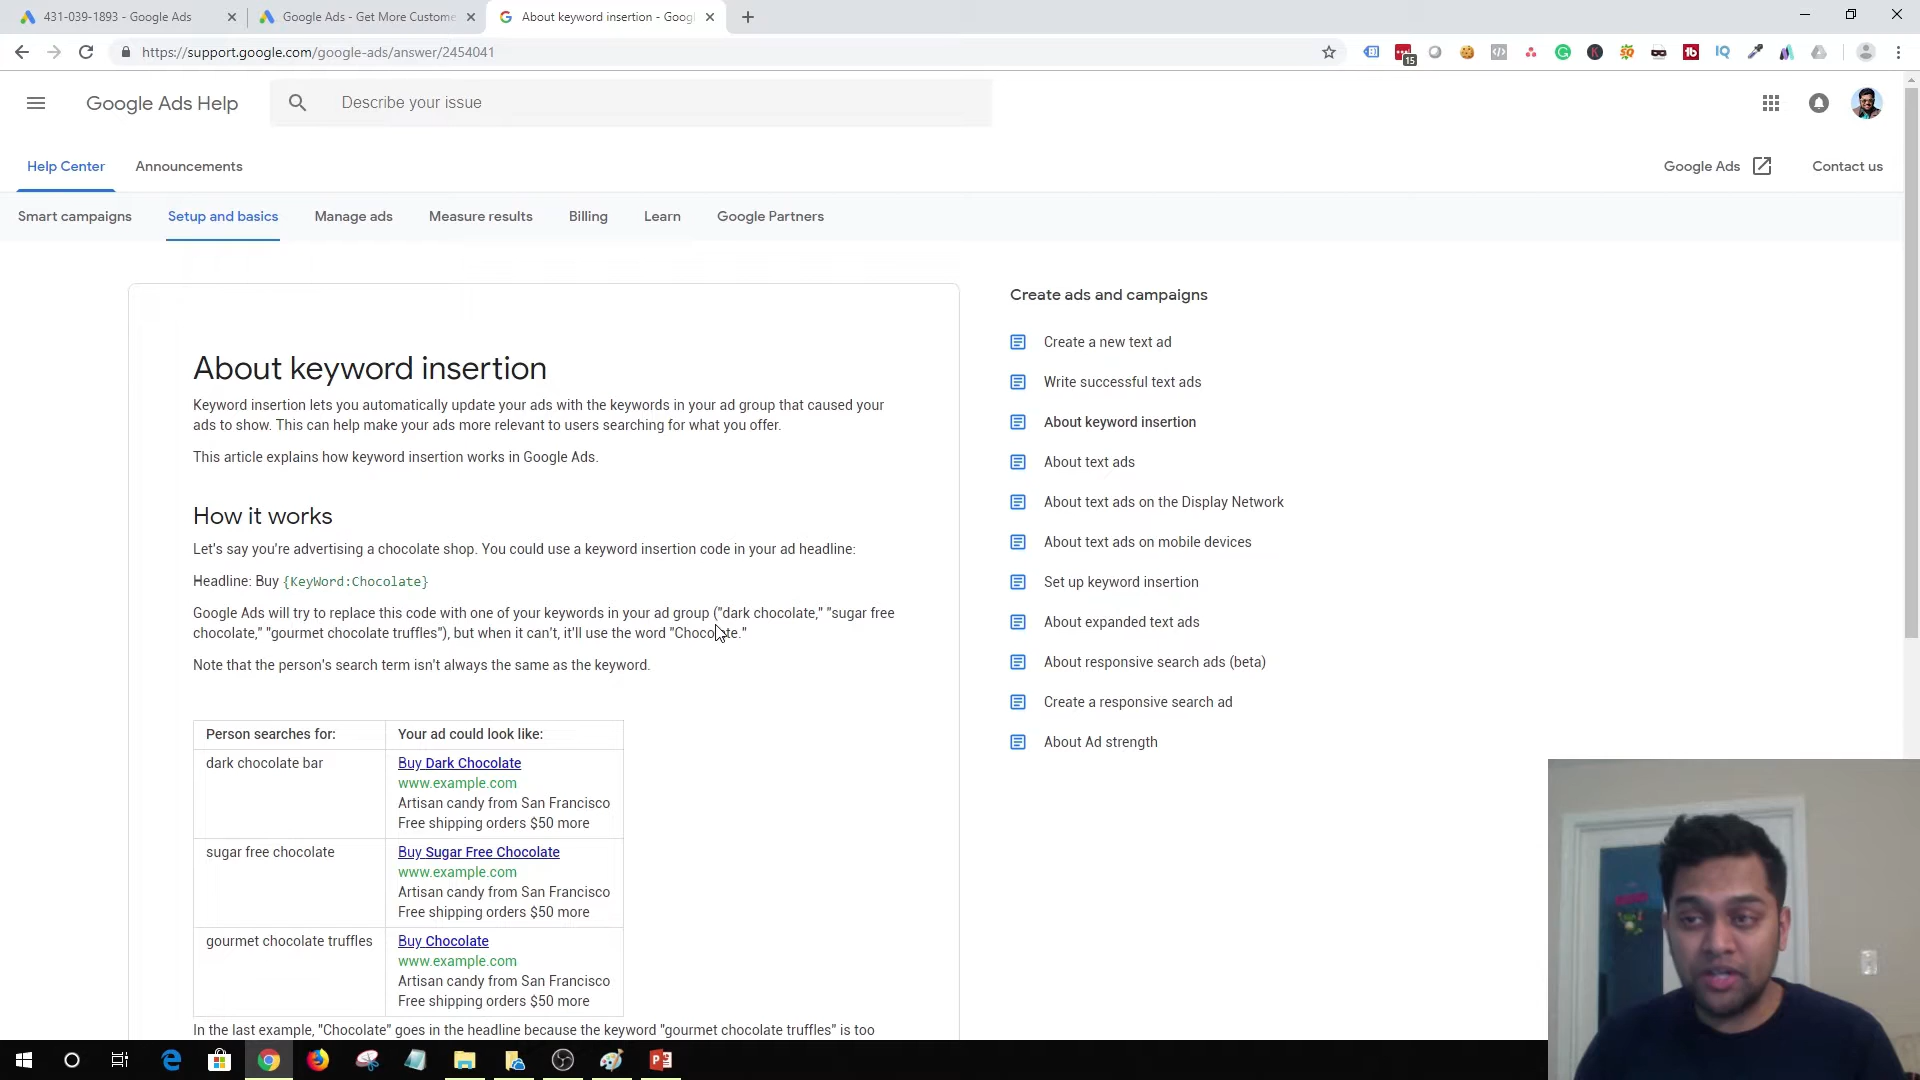 431-039-1893 - Google Ads
Google Ads - Get More Custome
About keyword insertion - Goog
https://support.google.com/google-ads/answer/2454041
15
Google Ads Help
Describe your issue
Help Center
Announcements
Google Ads
Contact us
Smart campaigns
Setup and basics
Manage ads
Measure results
Billing
Learn
Google Partners
About keyword insertion
Keyword insertion lets you automatically update your ads with the keywords in your ad group that caused your
ads to show. This can help make your ads more relevant to users searching for what you offer.
This article explains how keyword insertion works in Google Ads.
How it works
Let's say you're advertising a chocolate shop. You could use a keyword insertion code in your ad headline:
Headline: Buy {KeyWord:Chocolate}
Google Ads will try to replace this code with one of your keywords in your ad group ("dark chocolate," "sugar free
chocolate," "gourmet chocolate truffles"), but when it can't, it'll use the word "Chocolate."
Note that the person's search term isn't always the same as the keyword.
Person searches for:
Your ad could look like:
dark chocolate bar
Buy Dark Chocolate
www.example.com
Artisan candy from San Francisco
Free shipping orders $50 more
sugar free chocolate
Buy Sugar Free Chocolate
www.example.com
Artisan candy from San Francisco
Free shipping orders $50 more
gourmet chocolate truffles
Buy Chocolate
www.example.com
Artisan candy from San Francisco
Free shipping orders $50 more
In the last example, "Chocolate" goes in the headline because the keyword "gourmet chocolate truffles" is too
Create ads and campaigns
Create a new text ad
Write successful text ads
About keyword insertion
About text ads
About text ads on the Display Network
About text ads on mobile devices
Set up keyword insertion
About expanded text ads
About responsive search ads (beta)
Create a responsive search ad
About Ad strength